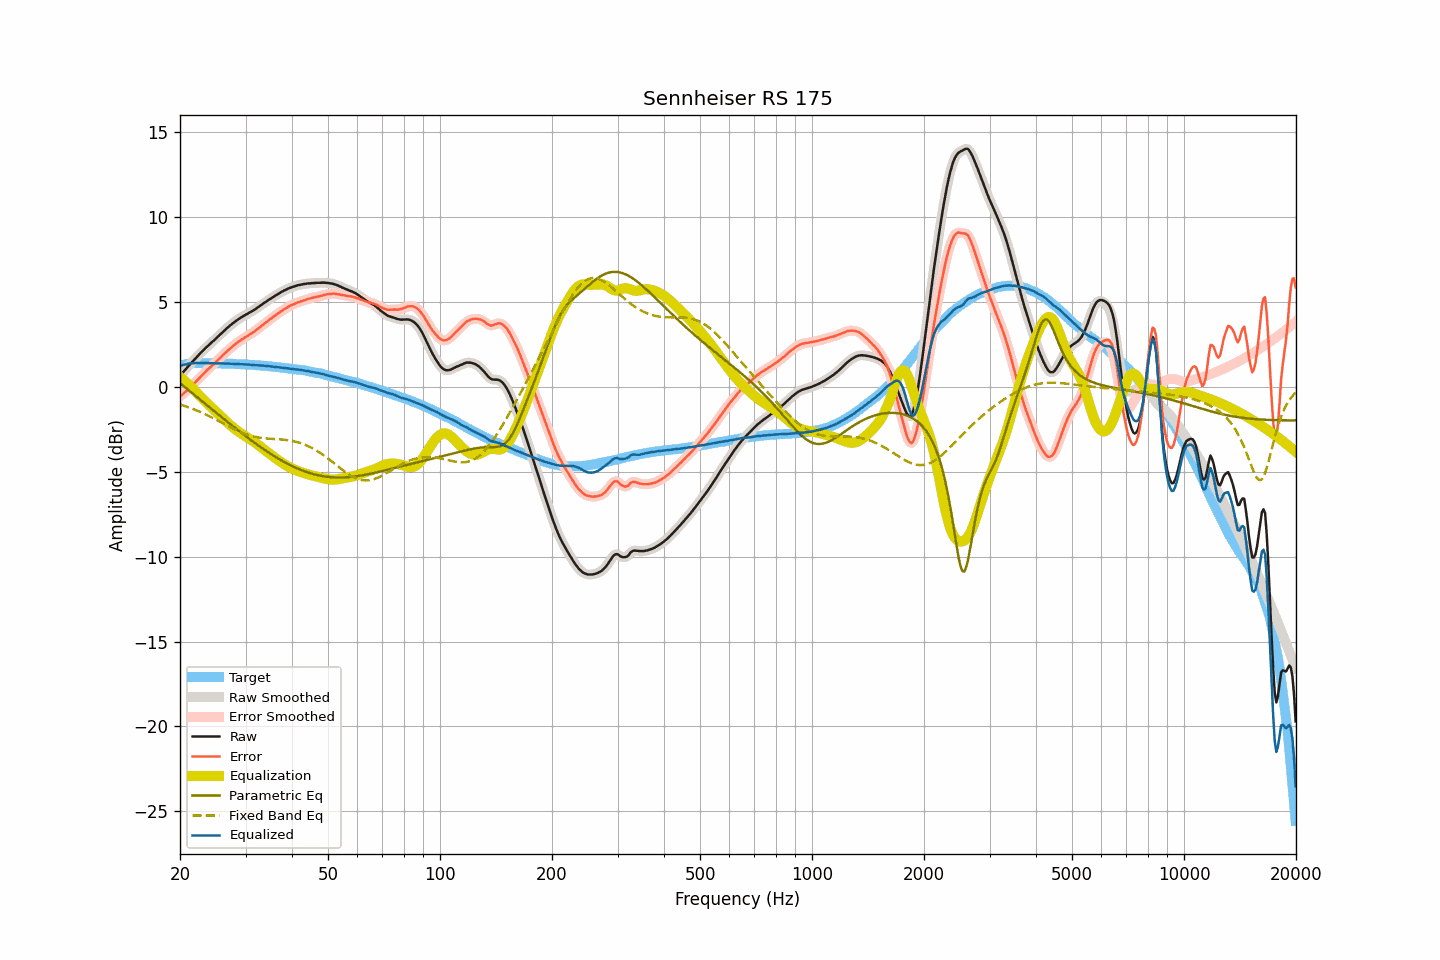 Sennheiser RS 175
15
10
5
0
−5
−10
−15
−20
−25
Amplitude (dBr)
Target
Raw Smoothed
Error Smoothed
Raw
Error
Equalization
Parametric Eq
Fixed Band Eq
Equalized
20 50 100 200 500 1000 2000 5000 10000 20000
Frequency (Hz)